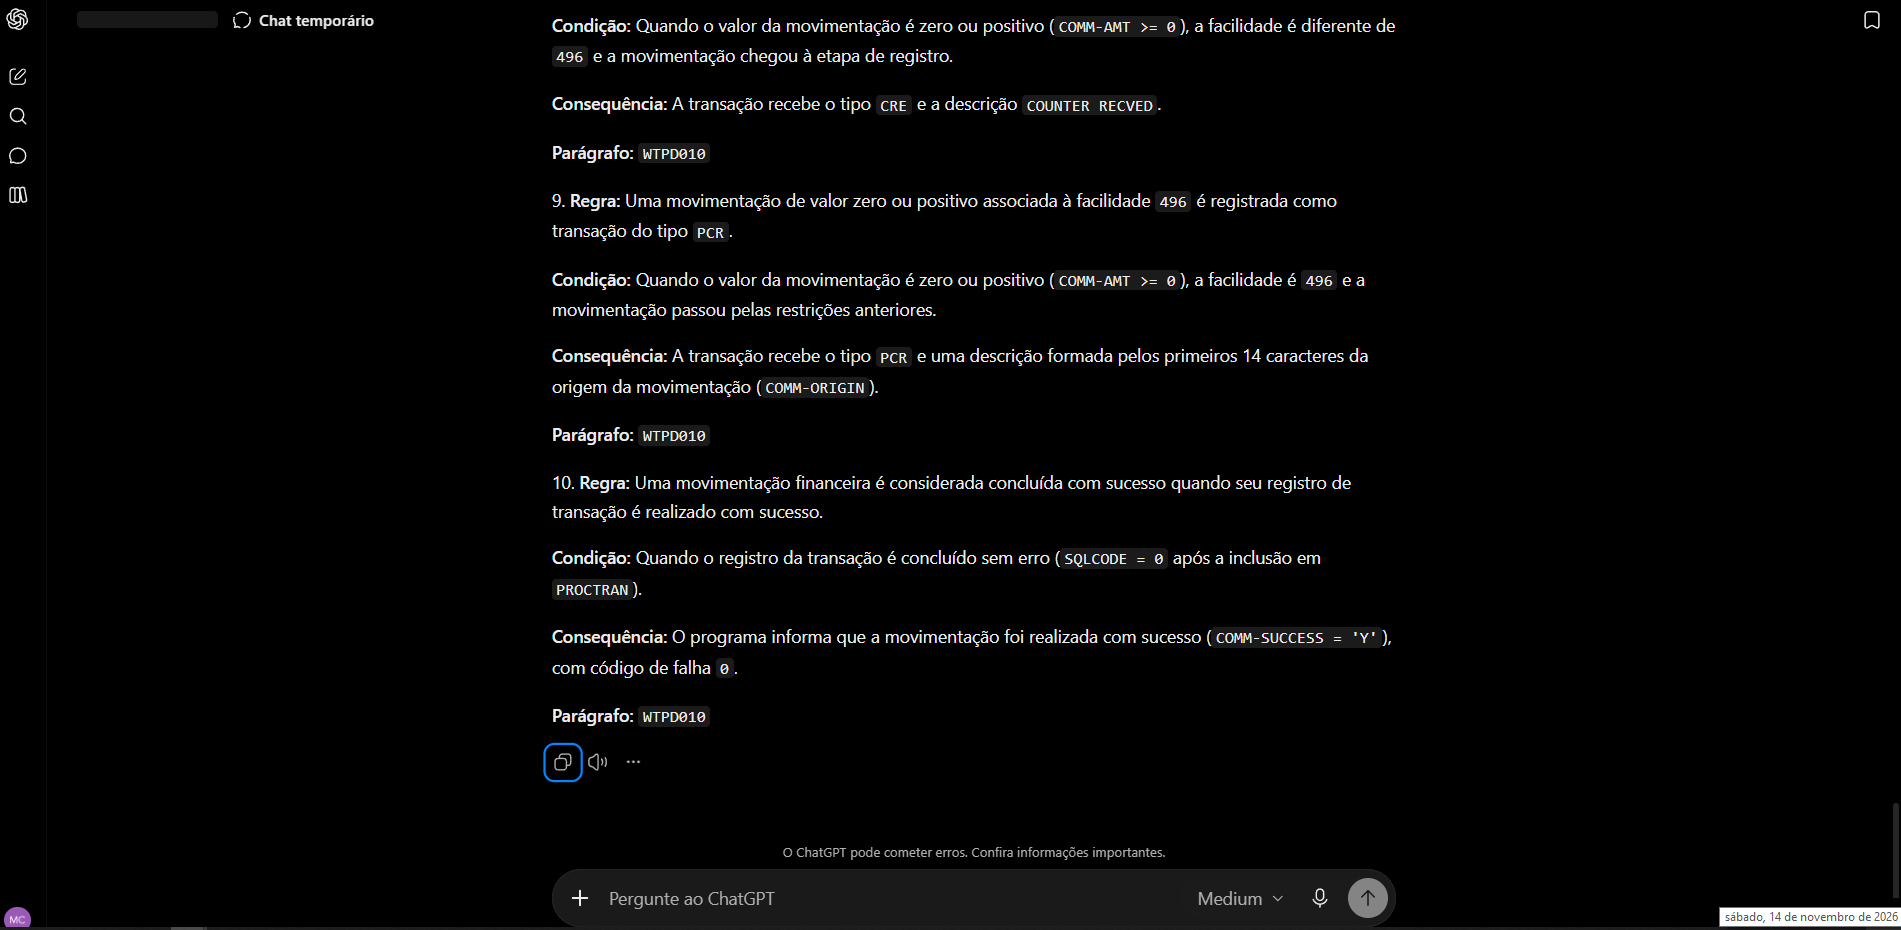 Chat temporário
Condição: Quando o valor da movimentação é zero ou positivo (COMM-AMT >= 0), a facilidade é diferente de
496 e a movimentação chegou à etapa de registro.
Consequência: A transação recebe o tipo CRE e a descrição COUNTER RECVED.
Parágrafo: WTPD010
9. Regra: Uma movimentação de valor zero ou positivo associada à facilidade 496 é registrada como
transação do tipo PCR.
Condição: Quando o valor da movimentação é zero ou positivo (COMM-AMT >= 0), a facilidade é 496 e a
movimentação passou pelas restrições anteriores.
Consequência: A transação recebe o tipo PCR e uma descrição formada pelos primeiros 14 caracteres da
origem da movimentação (COMM-ORIGIN).
Parágrafo: WTPD010
10. Regra: Uma movimentação financeira é considerada concluída com sucesso quando seu registro de
transação é realizado com sucesso.
Condição: Quando o registro da transação é concluído sem erro (SQLCODE = 0 após a inclusão em
PROCTRAN).
Consequência: O programa informa que a movimentação foi realizada com sucesso (COMM-SUCCESS = 'Y'),
com código de falha 0.
Parágrafo: WTPD010
O ChatGPT pode cometer erros. Confira informações importantes.
Pergunte ao ChatGPT
Medium
MC
sábado, 14 de novembro de 2026